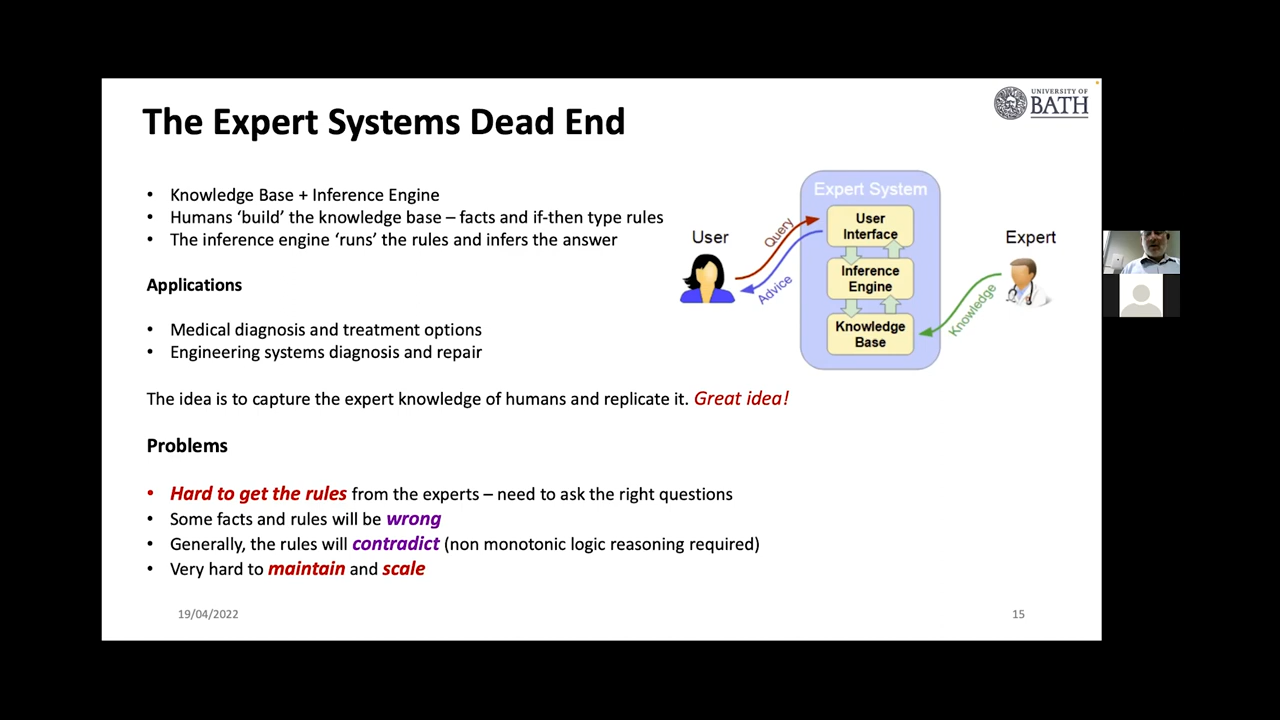 The Expert Systems Dead End
UNIVERSITY OF
BATH
• Knowledge Base + Inference Engine
• Humans ‘build’ the knowledge base – facts and if-then type rules
• The inference engine ‘runs’ the rules and infers the answer
Applications
• Medical diagnosis and treatment options
• Engineering systems diagnosis and repair
Expert System
User
Query
Advice
User
Interface
Inference
Engine
Knowledge
Base
Expert
Knowledge
The idea is to capture the expert knowledge of humans and replicate it. Great idea!
Problems
• Hard to get the rules from the experts – need to ask the right questions
• Some facts and rules will be wrong
• Generally, the rules will contradict (non monotonic logic reasoning required)
• Very hard to maintain and scale
19/04/2022
15